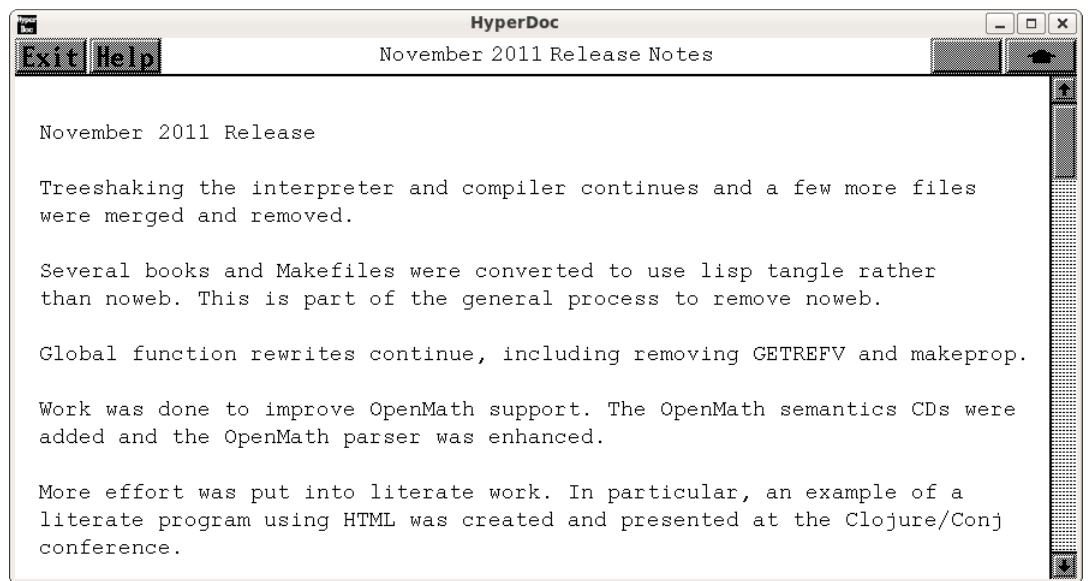 Hyper
Doc
HyperDoc
Exit Help
November 2011 Release Notes
November 2011 Release
Treeshaking the interpreter and compiler continues and a few more files
were merged and removed.
Several books and Makefiles were converted to use lisp tangle rather
than noweb. This is part of the general process to remove noweb.
Global function rewrites continue, including removing GETREFV and makeprop.
Work was done to improve OpenMath support. The OpenMath semantics CDs were
added and the OpenMath parser was enhanced.
More effort was put into literate work. In particular, an example of a
literate program using HTML was created and presented at the Clojure/Conj
conference.